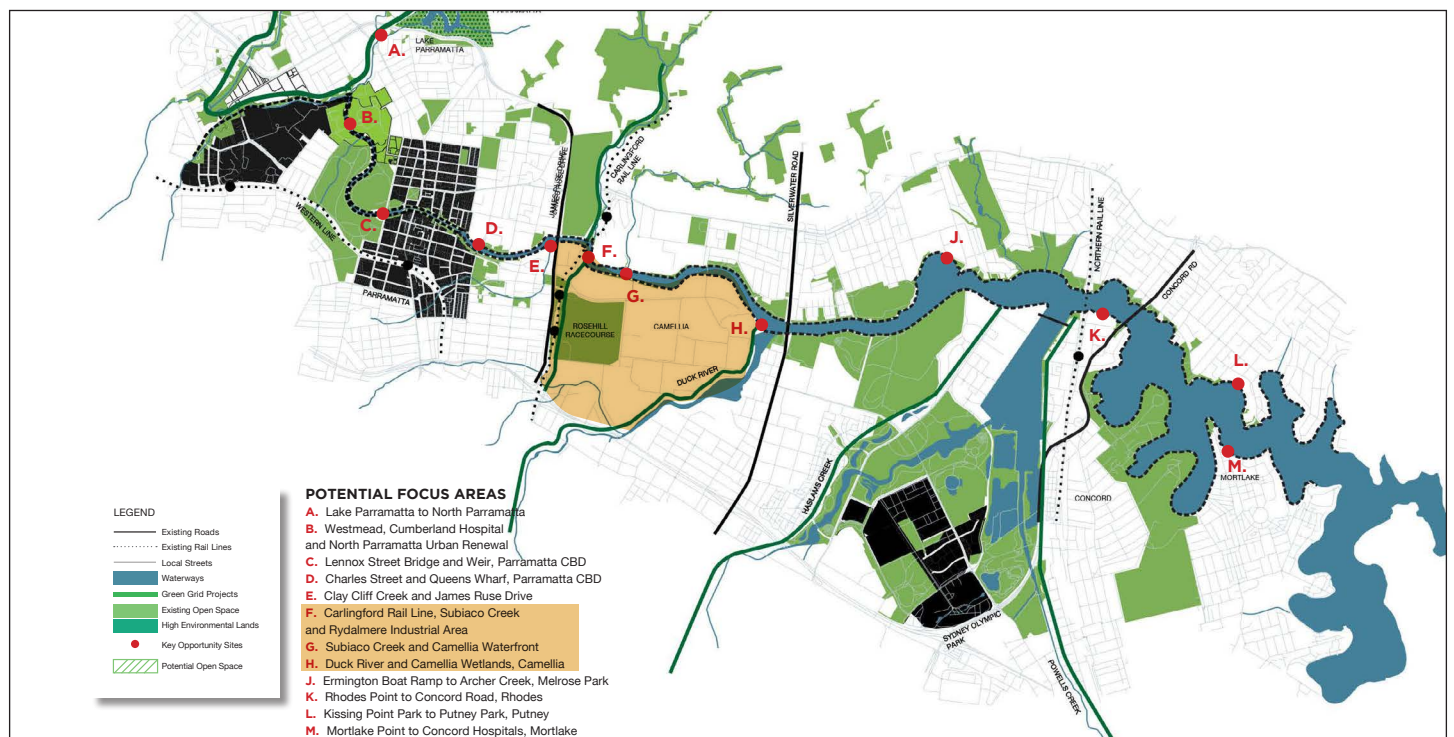 PARRAMATTA
A.
LAKE
PARRAMATTA
B.
C.
WESTERN LINE
PARRAMATTA
D.
E.
CARLINGFORD
RAIL LINE
F.
G.
ROSEHILL
RACECOURSE
CAMELLIA
H.
DUCK RIVER
SILVERWATER ROAD
J.
NORTHERN RAIL LINE
CONCORD RD
K.
L.
M.
MORTLAKE
CONCORD
HASLAMS CREEK
SYDNEY OLYMPIC
PARK
POWELLS CREEK
LEGEND
Existing Roads
Existing Rail Lines
Local Streets
Waterways
Green Grid Projects
Existing Open Space
High Environmental Lands
Key Opportunity Sites
Potential Open Space
POTENTIAL FOCUS AREAS
A. Lake Parramatta to North Parramatta
B. Westmead, Cumberland Hospital
and North Parramatta Urban Renewal
C. Lennox Street Bridge and Weir, Parramatta CBD
D. Charles Street and Queens Wharf, Parramatta CBD
E. Clay Cliff Creek and James Ruse Drive
F. Carlingford Rail Line, Subiaco Creek
and Rydalmere Industrial Area
G. Subiaco Creek and Camellia Waterfront
H. Duck River and Camellia Wetlands, Camellia
J. Ermington Boat Ramp to Archer Creek, Melrose Park
K. Rhodes Point to Concord Road, Rhodes
L. Kissing Point Park to Putney Park, Putney
M. Mortlake Point to Concord Hospitals, Mortlake